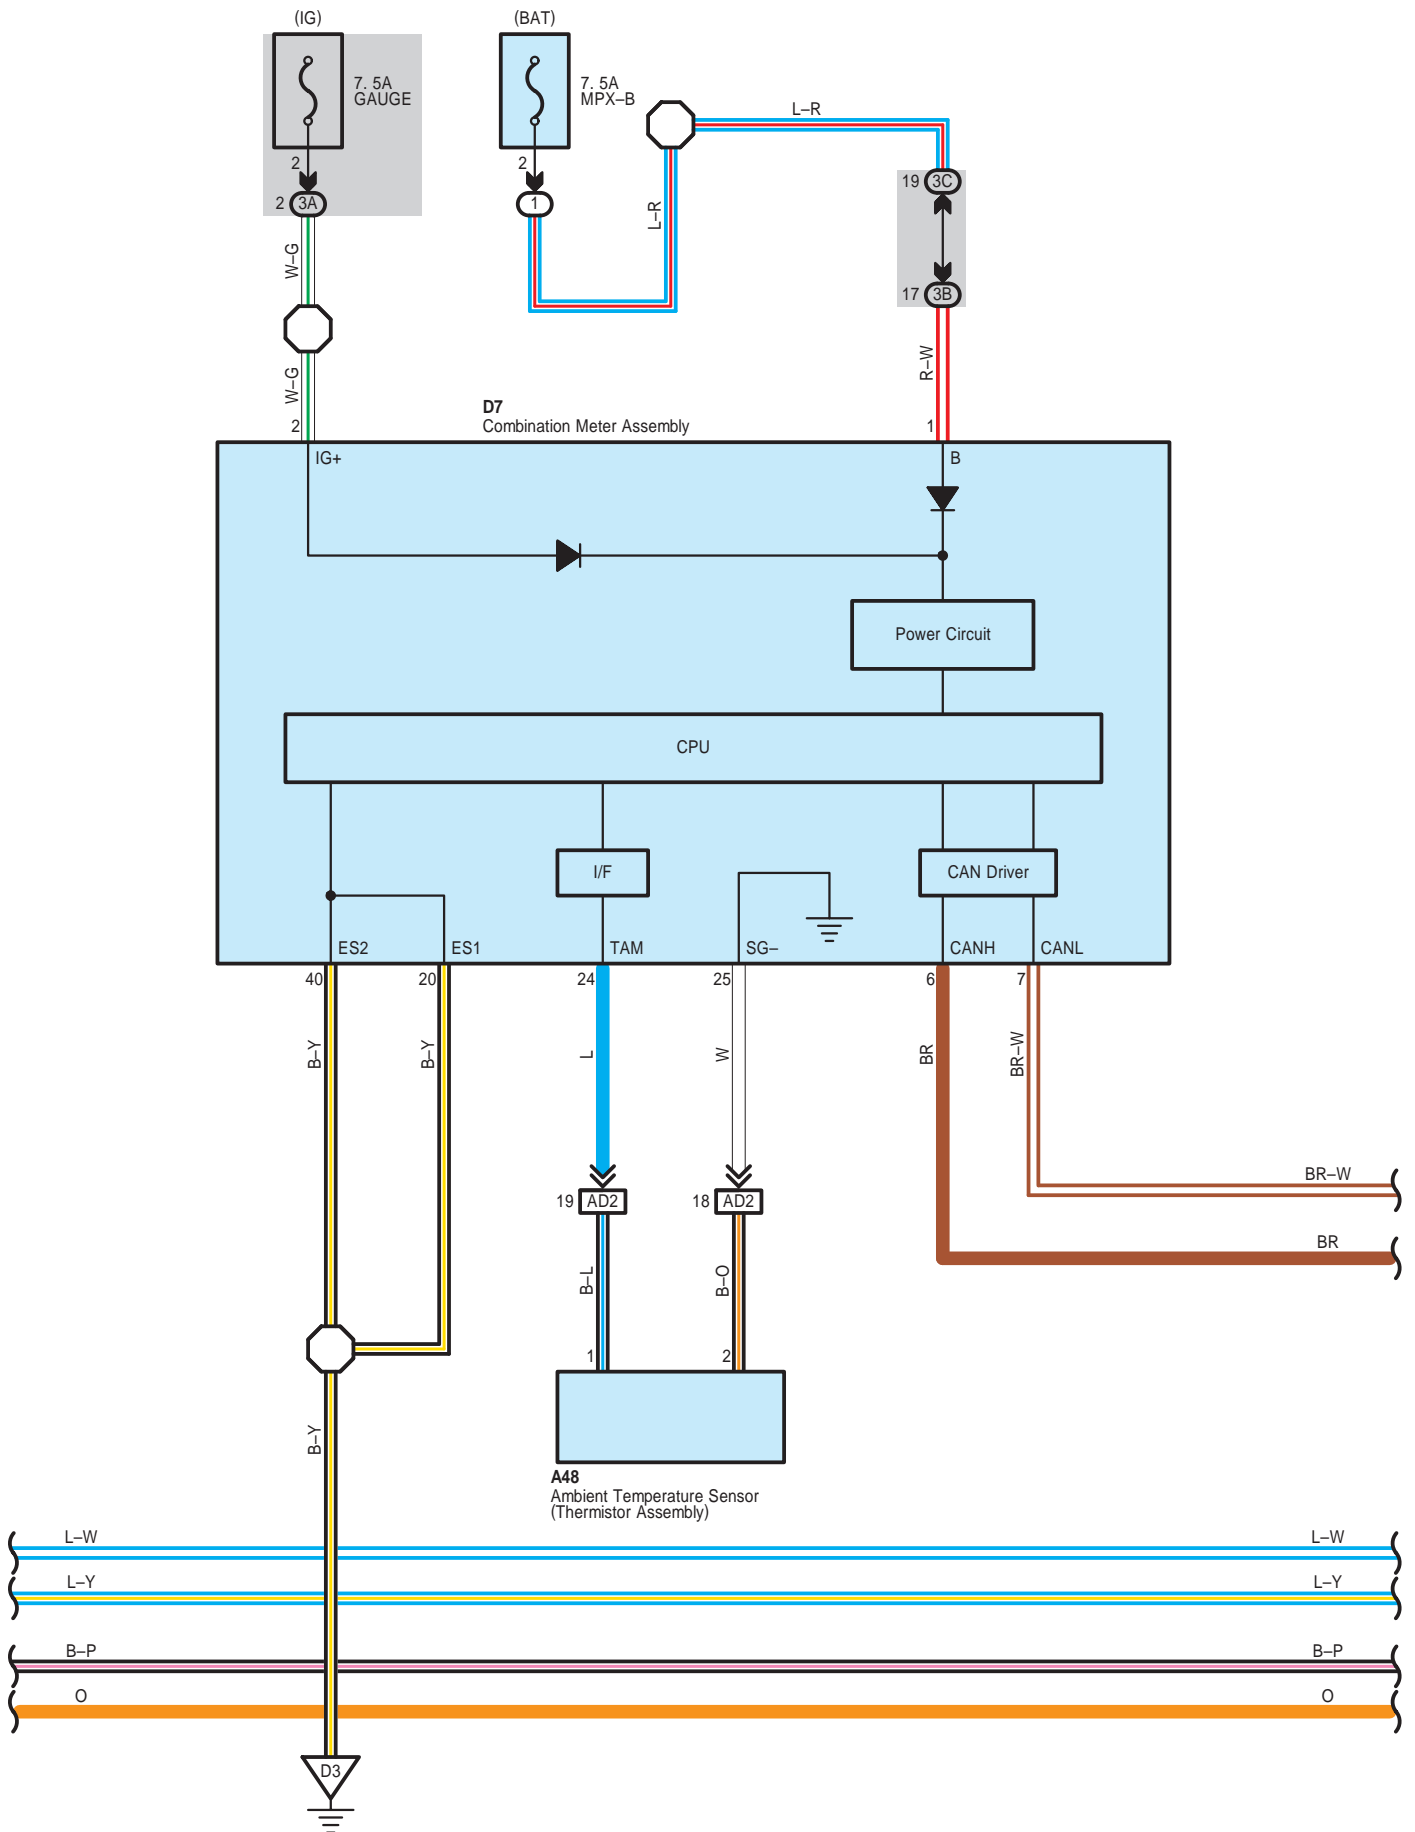 (IG)
(BAT)
7. 5A
GAUGE
7. 5A
MPX–B
L–R
2
2
19 3C
2 3A
1
L–R
W–G
17 3B
W–G
R–W
D7
Combination Meter Assembly
2
1
IG+
B
Power Circuit
CPU
I/F
CAN Driver
ES2
ES1
TAM
SG–
CANH
CANL
40
20
24
25
6
7
B–Y
B–Y
L
W
BR
BR–W
BR–W
19 AD2
18 AD2
BR
B–L
B–O
1
2
B–Y
A48
Ambient Temperature Sensor
(Thermistor Assembly)
L–W
L–W
L–Y
L–Y
B–P
B–P
O
O
D3